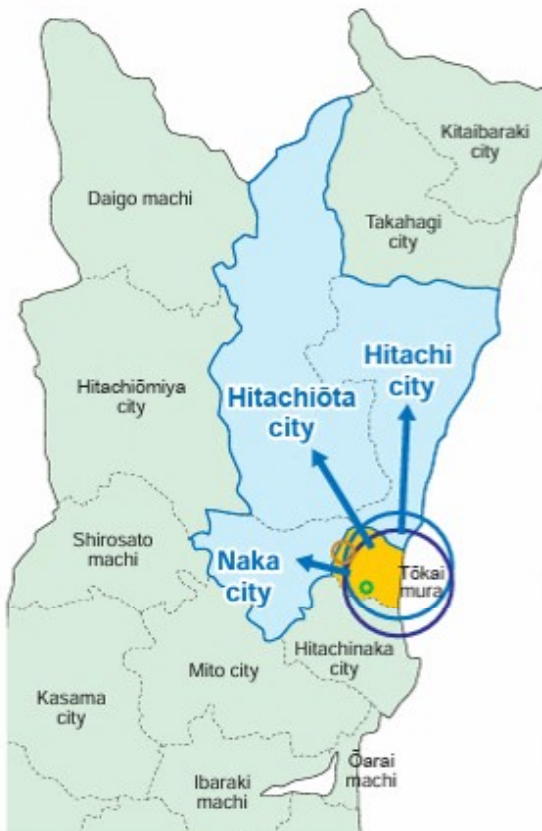 Kitaibaraki
city
Daigo machi
Takahagi
city
Hitachi
city
Hitachiōmiya
city
Hitachiōta
city
Shirosato
machi
Naka
city
Tōkai
mura
Hitachinaka
city
Mito city
Kasama
city
Ōarai
machi
Ibaraki
machi